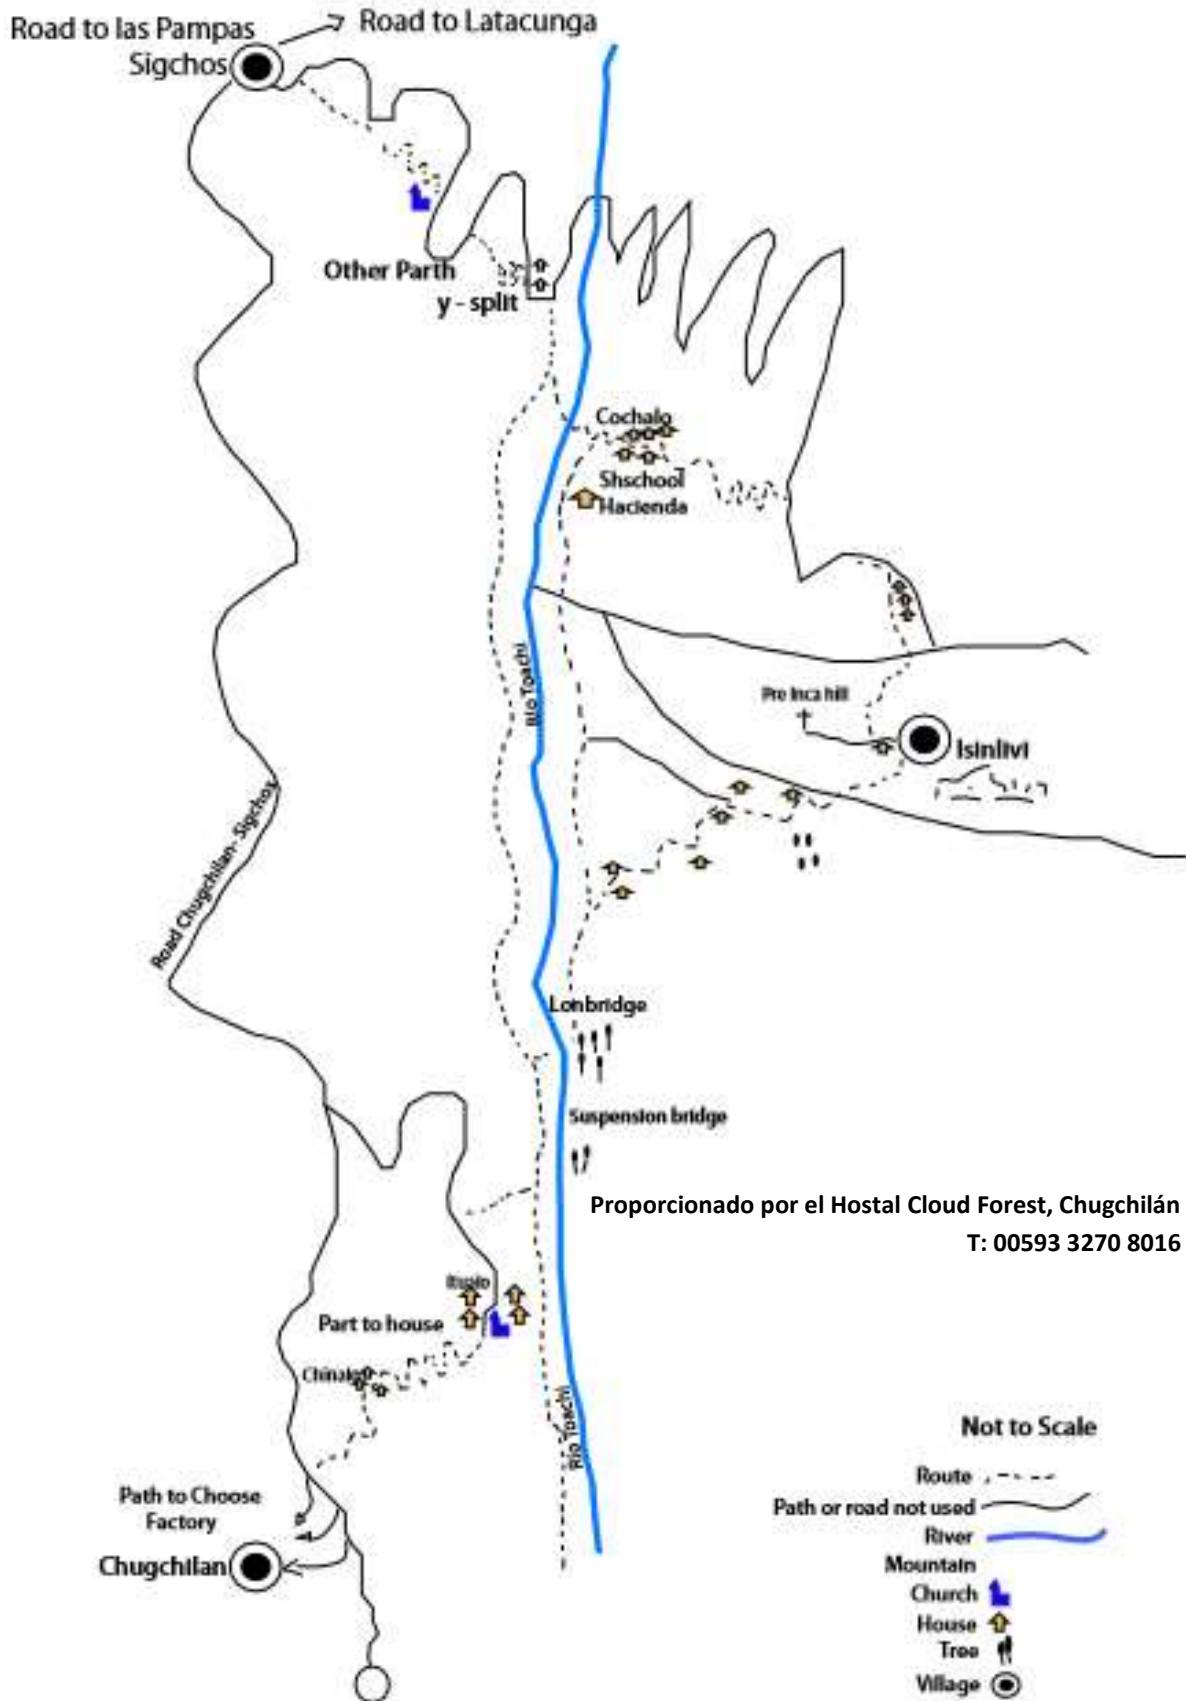 Road to las Pampas
Road to Latacunga
Sigchos
Other Parth
y - split
Cochalo
Shschool
Hacienda
Río Toachi
Pre Inca hill
Isinlivi
Road Chugchilan- Sigchos
Lonbridge
Suspension bridge
Proporcionado por el Hostal Cloud Forest, Chugchilán
T: 00593 3270 8016
Part to house
Río Toachi
Not to Scale
Route
Path or road not used
River
Mountain
Church
House
Tree
Village
Path to Choose
Factory
Chugchilan